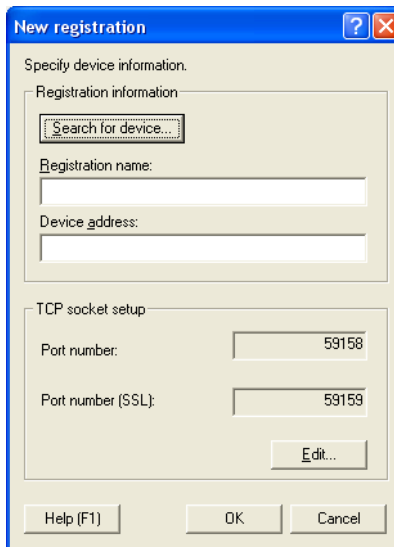 New registration
Specify device information.
Registration information
Search for device...
Registration name:
Device address:
TCP socket setup
Port number: 59158
Port number (SSL): 59159
Edit...
Help (F1) OK Cancel